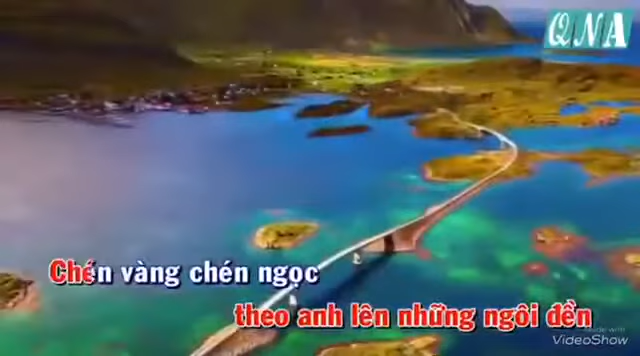 QNA
Chén vàng chén ngọc
theo anh lên những ngôi đền
Made with
VideoShow